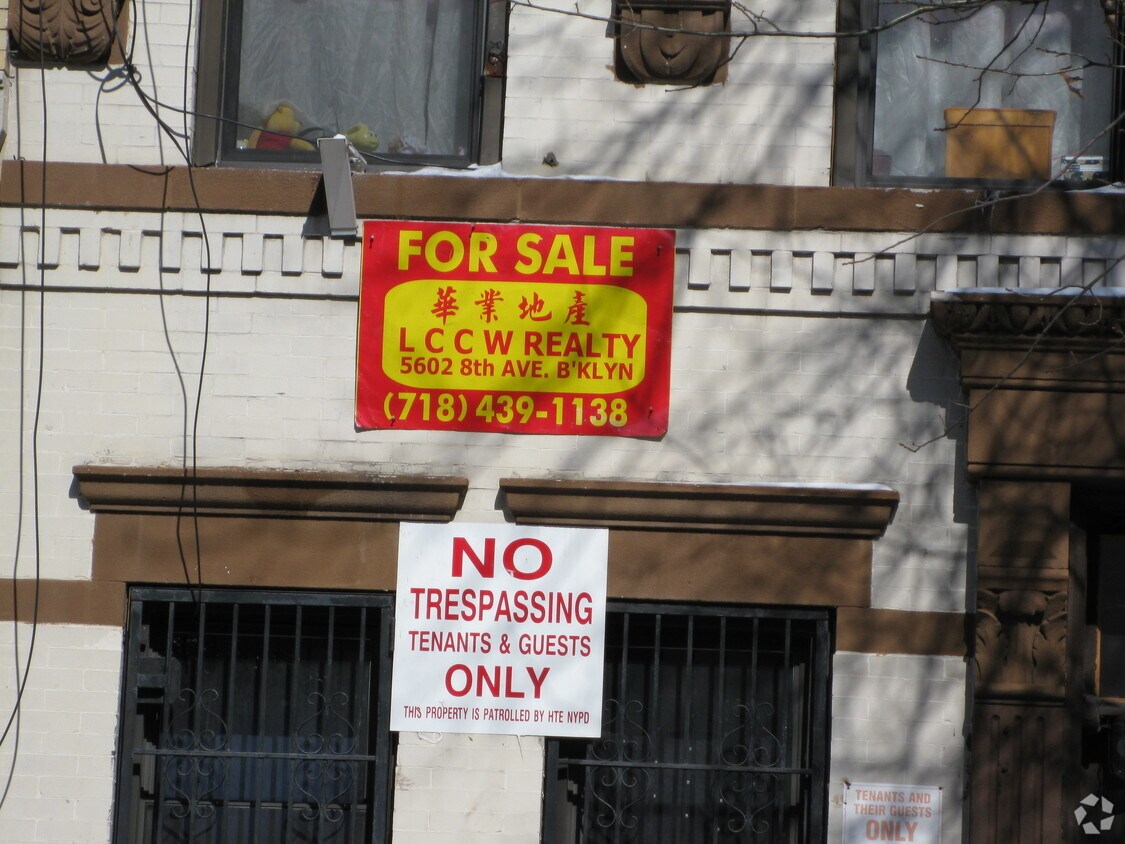 FOR SALE
華業地產
L C C W REALTY
5602 8th AVE. B'KLYN
(718) 439-1138
NO
TRESPASSING
TENANTS & GUESTS
ONLY
THIS PROPERTY IS PATROLLED BY HTE NYPD
TENANTS AND
THEIR GUESTS
ONLY